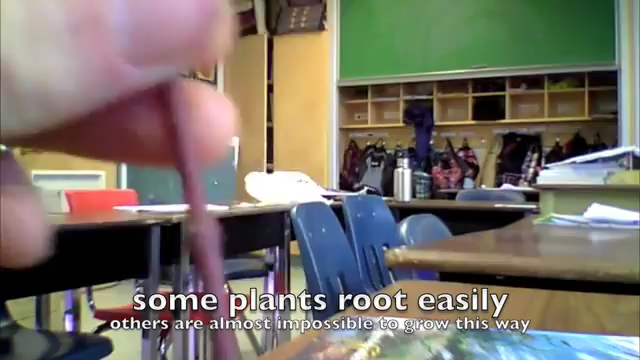 some plants root easily
others are almost impossible to grow this way